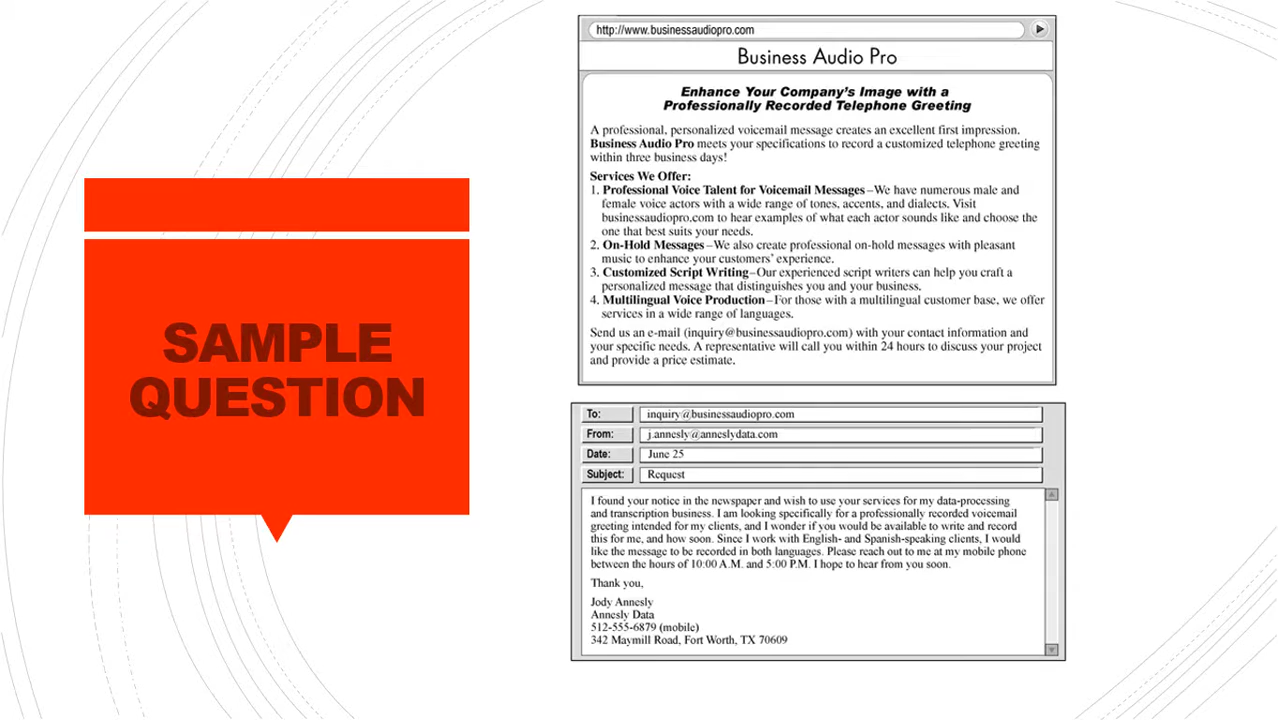 SAMPLE
QUESTION
http://www.businessaudiopro.com
Business Audio Pro
Enhance Your Company's Image with a
Professionally Recorded Telephone Greeting
A professional, personalized voicemail message creates an excellent first impression.
Business Audio Pro meets your specifications to record a customized telephone greeting
within three business days!
Services We Offer:
1. Professional Voice Talent for Voicemail Messages–We have numerous male and
female voice actors with a wide range of tones, accents, and dialects. Visit
businessaudiopro.com to hear examples of what each actor sounds like and choose the
one that best suits your needs.
2. On-Hold Messages–We also create professional on-hold messages with pleasant
music to enhance your customers' experience.
3. Customized Script Writing–Our experienced script writers can help you craft a
personalized message that distinguishes you and your business.
4. Multilingual Voice Production–For those with a multilingual customer base, we offer
services in a wide range of languages.
Send us an e-mail (inquiry@businessaudiopro.com) with your contact information and
your specific needs. A representative will call you within 24 hours to discuss your project
and provide a price estimate.
To: inquiry@businessaudiopro.com
From: j.annesly@anneslydata.com
Date: June 25
Subject: Request
I found your notice in the newspaper and wish to use your services for my data-processing
and transcription business. I am looking specifically for a professionally recorded voicemail
greeting intended for my clients, and I wonder if you would be available to write and record
this for me, and how soon. Since I work with English- and Spanish-speaking clients, I would
like the message to be recorded in both languages. Please reach out to me at my mobile phone
between the hours of 10:00 A.M. and 5:00 P.M. I hope to hear from you soon.
Thank you,
Jody Annesly
Annesly Data
512-555-6879 (mobile)
342 Maymill Road, Fort Worth, TX 70609